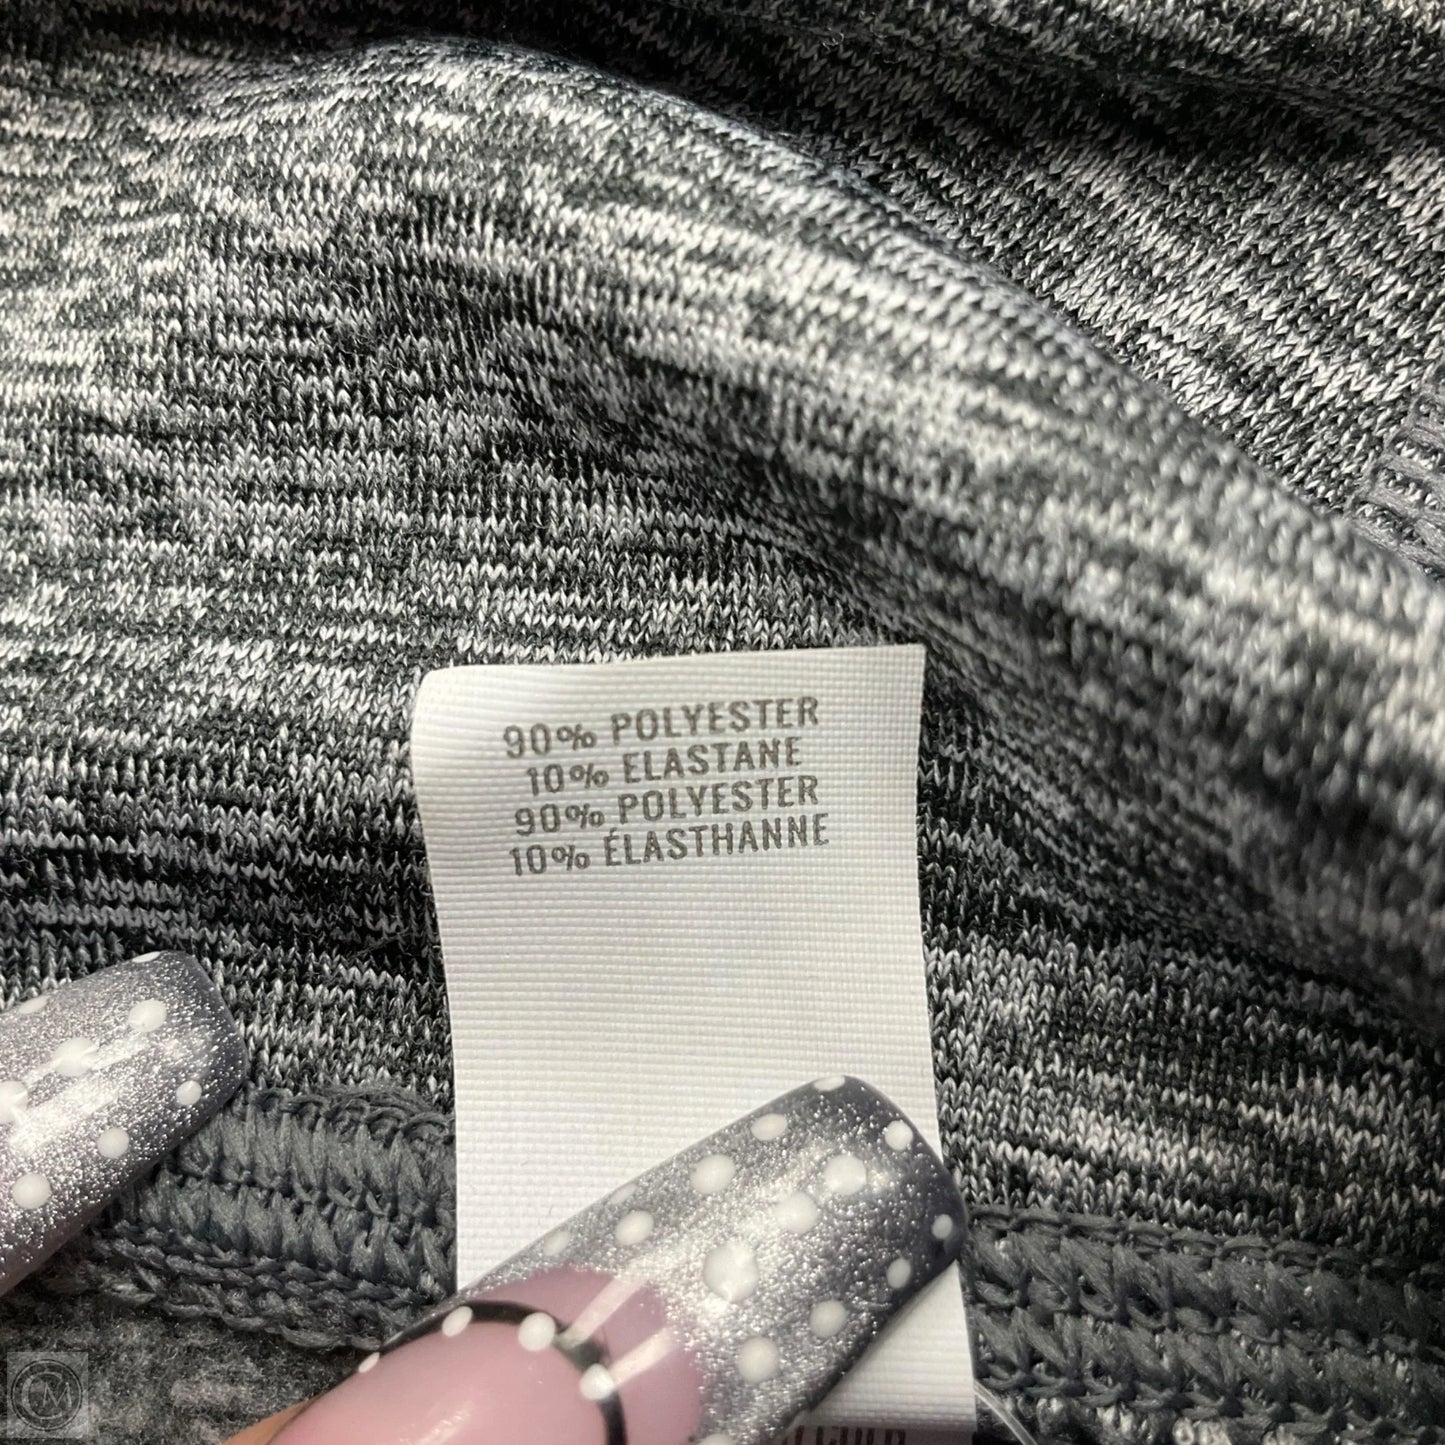 90% POLYESTER
10% ELASTANE
90% POLYESTER
10% ÉLASTHANNE